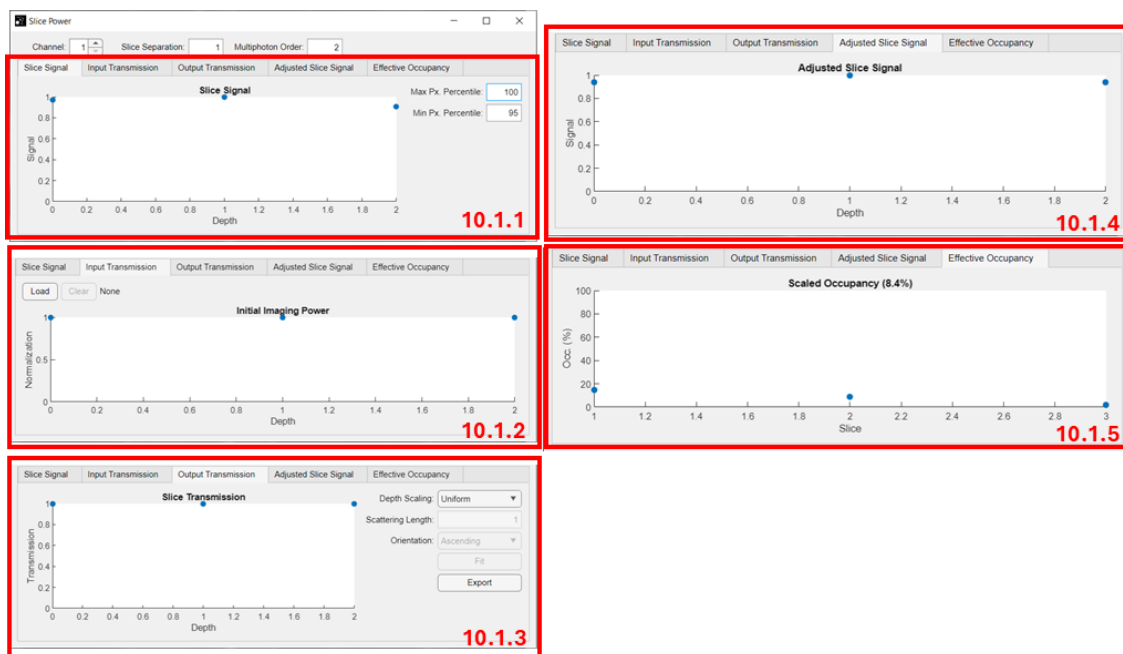 Slice Power
Channel: 1 Slice Separation: 1 Multiphoton Order: 2
Slice Signal Input Transmission Output Transmission Adjusted Slice Signal Effective Occupancy
Slice Signal
Max Px. Percentile: 100
Min Px. Percentile: 95
1
0.8
0.6
0.4
0.2
0
Signal
0 0.2 0.4 0.6 0.8 1 1.2 1.4 1.6 1.8 2
Depth
10.1.1
Slice Signal Input Transmission Output Transmission Adjusted Slice Signal Effective Occupancy
Load Clear None
Initial Imaging Power
1
0.5
0
Normalization
0 0.2 0.4 0.6 0.8 1 1.2 1.4 1.6 1.8 2
Depth
10.1.2
Slice Signal Input Transmission Output Transmission Adjusted Slice Signal Effective Occupancy
Slice Transmission
Depth Scaling: Uniform
Scattering Length: 1
Orientation: Ascending
Fit
Export
1
0.8
0.6
0.4
0.2
0
Transmission
0 0.2 0.4 0.6 0.8 1 1.2 1.4 1.6 1.8 2
Depth
10.1.3
Slice Signal Input Transmission Output Transmission Adjusted Slice Signal Effective Occupancy
Adjusted Slice Signal
1
0.8
0.6
0.4
0.2
0
Signal
0 0.2 0.4 0.6 0.8 1 1.2 1.4 1.6 1.8 2
Depth
10.1.4
Slice Signal Input Transmission Output Transmission Adjusted Slice Signal Effective Occupancy
Scaled Occupancy (8.4%)
100
80
60
40
20
0
Occ. (%)
1 1.2 1.4 1.6 1.8 2 2.2 2.4 2.6 2.8 3
Slice
10.1.5